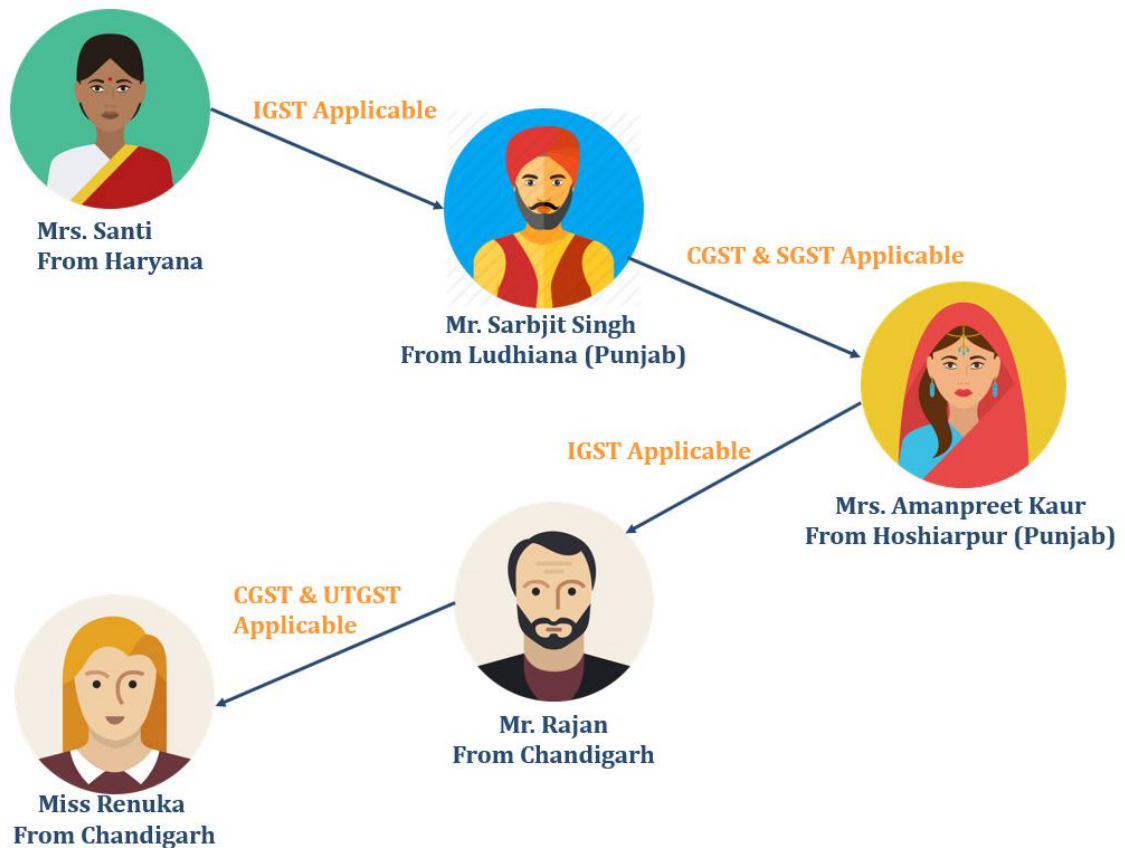 IGST Applicable
Mrs. Santi
From Haryana
CGST & SGST Applicable
Mr. Sarbjit Singh
From Ludhiana (Punjab)
IGST Applicable
Mrs. Amanpreet Kaur
From Hoshiarpur (Punjab)
CGST & UTGST
Applicable
Mr. Rajan
From Chandigarh
Miss Renuka
From Chandigarh